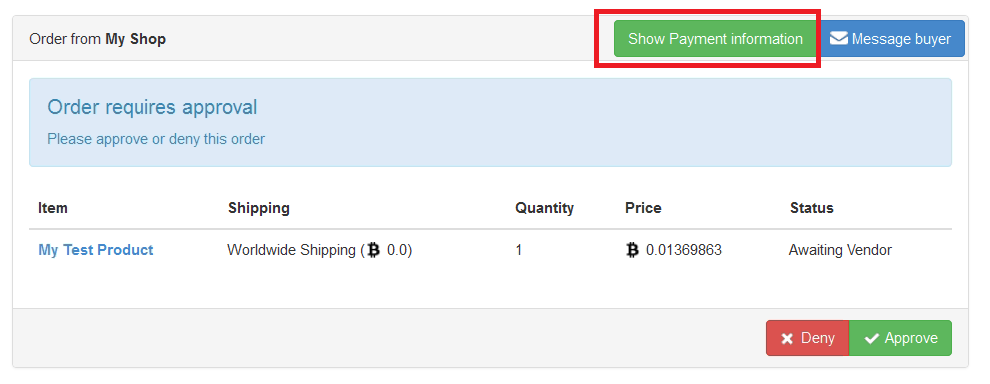 Order from My Shop Show Payment information Message buyer
Order requires approval
Please approve or deny this order
Item Shipping Quantity Price Status
My Test Product Worldwide Shipping ( 0.0) 1 0.01369863 Awaiting Vendor
Deny Approve